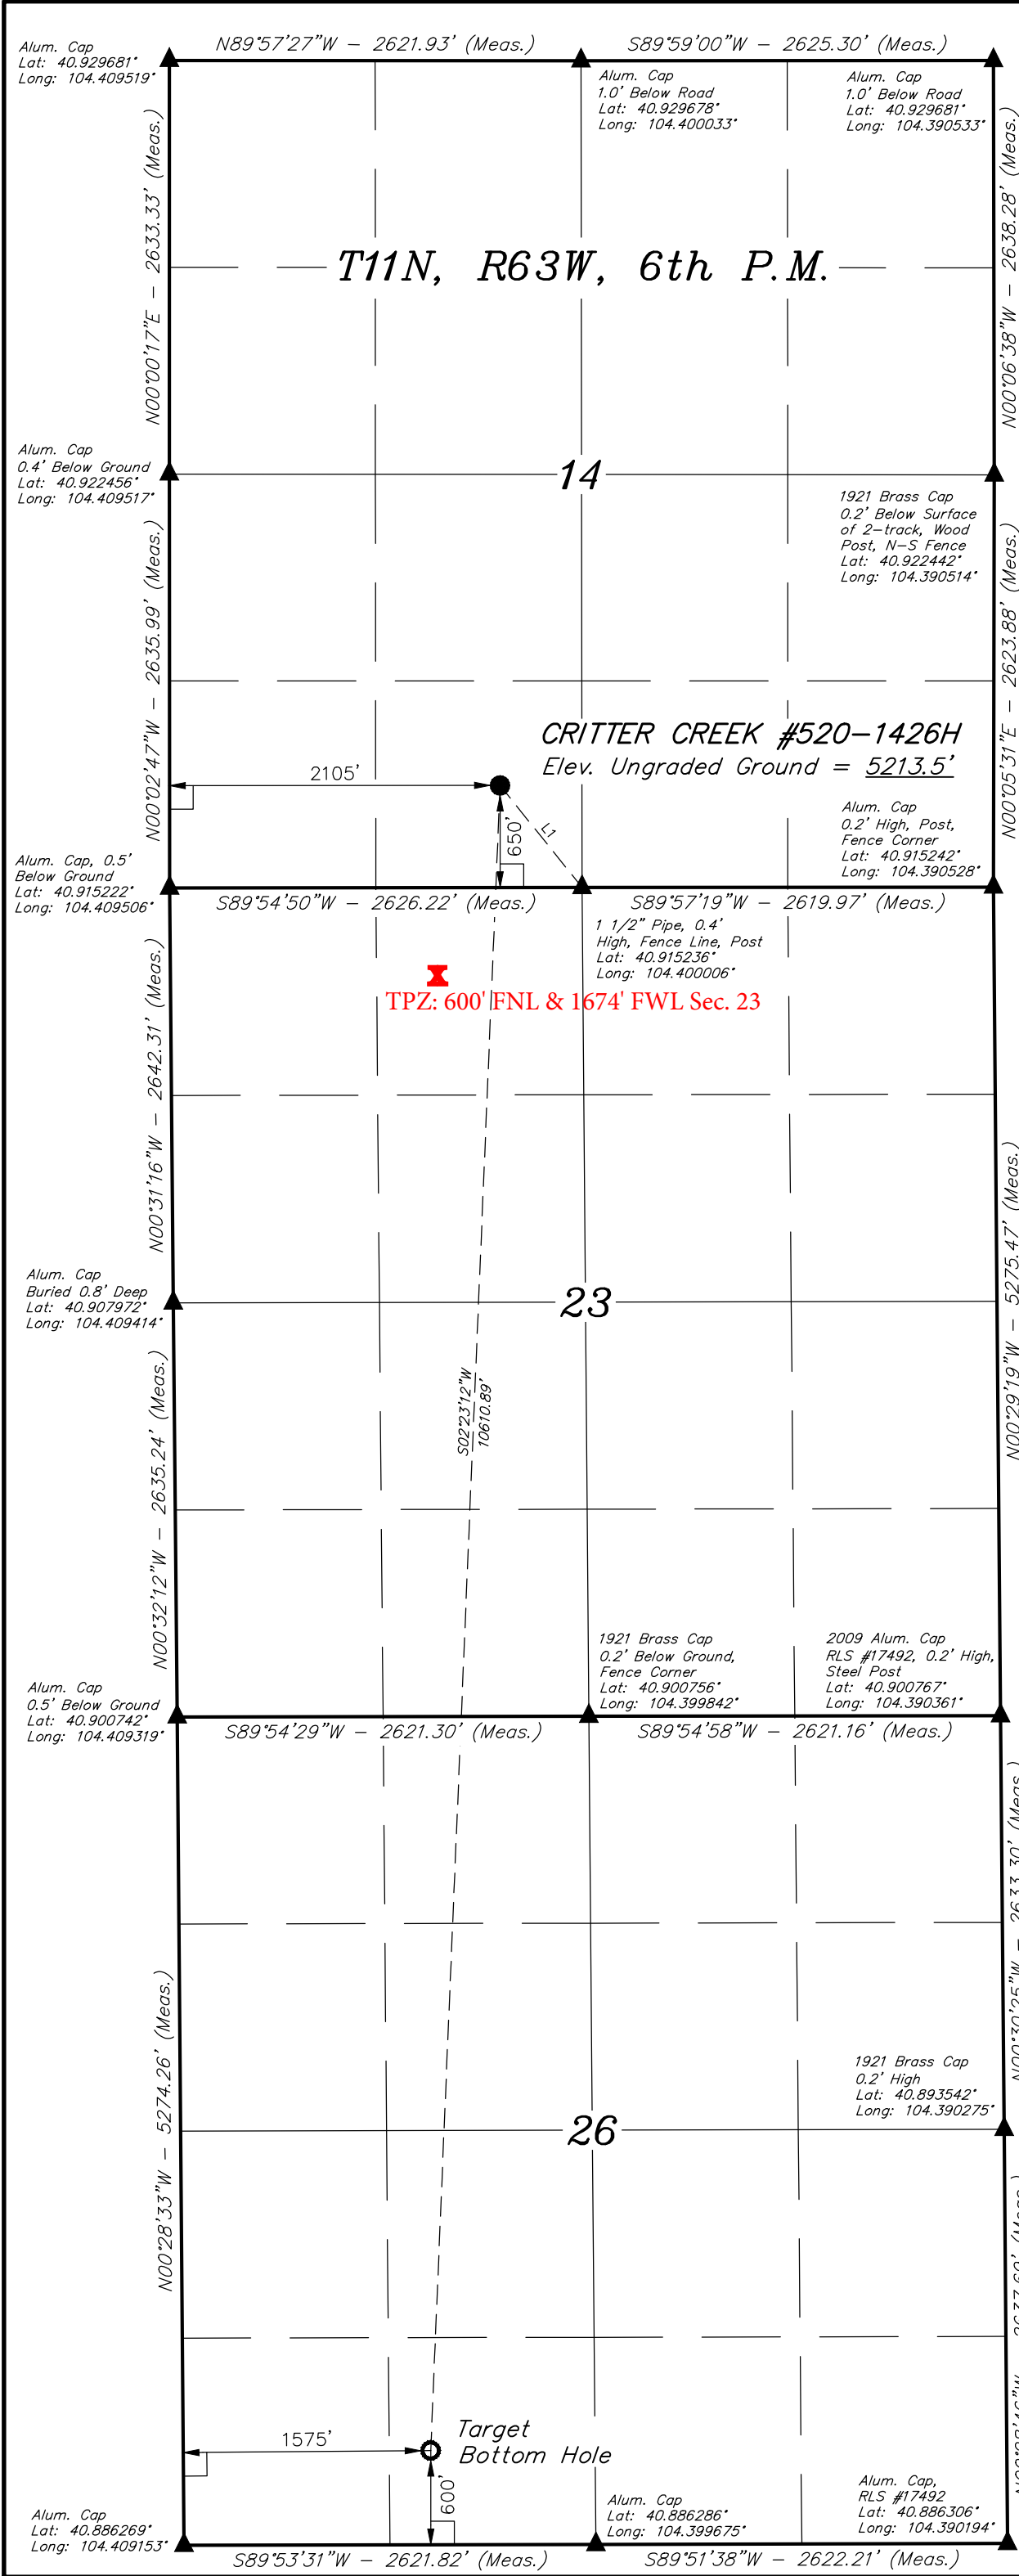 N89°57'27"W - 2621.93' (Meas.)
S89°59'00"W - 2625.30' (Meas.)
Alum. Cap
Lat: 40.929681°
Long: 104.409519°
Alum. Cap
1.0' Below Road
Lat: 40.929678°
Long: 104.400033°
Alum. Cap
1.0' Below Road
Lat: 40.929681°
Long: 104.390533°
N00°00'17"E - 2633.33' (Meas.)
N00°06'38"W - 2638.28' (Meas.)
T11N, R63W, 6th P.M.
Alum. Cap
0.4' Below Ground
Lat: 40.922456°
Long: 104.409517°
14
1921 Brass Cap
0.2' Below Surface
of 2-track, Wood
Post, N-S Fence
Lat: 40.922442°
Long: 104.390514°
N00°02'47"W - 2635.99' (Meas.)
N00°05'31"E - 2623.88' (Meas.)
CRITTER CREEK #520-1426H
Elev. Ungraded Ground = 5213.5'
2105'
650'
L1
Alum. Cap
0.2' High, Post,
Fence Corner
Lat: 40.915242°
Long: 104.390528°
Alum. Cap, 0.5'
Below Ground
Lat: 40.915222°
Long: 104.409506°
S89°54'50"W - 2626.22' (Meas.)
S89°57'19"W - 2619.97' (Meas.)
1 1/2" Pipe, 0.4'
High, Fence Line, Post
Lat: 40.915236°
Long: 104.400006°
TPZ: 600' FNL & 1674' FWL Sec. 23
N00°31'16"W - 2642.31' (Meas.)
N00°29'19"W - 5275.47' (Meas.)
Alum. Cap
Buried 0.8' Deep
Lat: 40.907972°
Long: 104.409414°
23
S02°23'12"W
10610.89'
N00°32'12"W - 2635.24' (Meas.)
1921 Brass Cap
0.2' Below Ground,
Fence Corner
Lat: 40.900756°
Long: 104.399842°
2009 Alum. Cap
RLS #17492, 0.2' High,
Steel Post
Lat: 40.900767°
Long: 104.390361°
Alum. Cap
0.5' Below Ground
Lat: 40.900742°
Long: 104.409319°
S89°54'29"W - 2621.30' (Meas.)
S89°54'58"W - 2621.16' (Meas.)
N00°30'25"W - 2633.30' (Meas.)
N00°28'33"W - 5274.26' (Meas.)
1921 Brass Cap
0.2' High
Lat: 40.893542°
Long: 104.390275°
26
1575'
Target
Bottom Hole
600'
Alum. Cap
Lat: 40.886269°
Long: 104.409153°
Alum. Cap
Lat: 40.886286°
Long: 104.399675°
Alum. Cap,
RLS #17492
Lat: 40.886306°
Long: 104.390194°
S89°53'31"W - 2621.82' (Meas.)
S89°51'38"W - 2622.21' (Meas.)